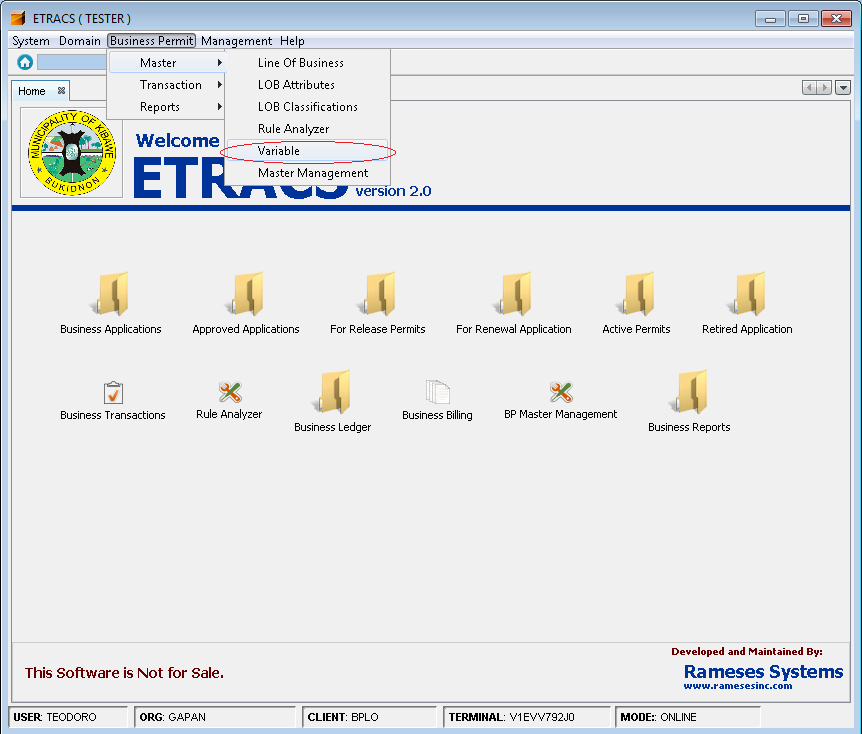 ETRACS ( TESTER )
System Domain Business Permit Management Help
Master
Transaction
Reports
Line Of Business
LOB Attributes
LOB Classifications
Rule Analyzer
Variable
Master Management
Home
MUNICIPALITY OF KIBAWE
BUKIDNON
Welcome
ETRACS
version 2.0
Business Applications Approved Applications For Release Permits For Renewal Application Active Permits Retired Application
Business Transactions Rule Analyzer Business Ledger Business Billing BP Master Management Business Reports
This Software is Not for Sale.
Developed and Maintained By:
Rameses Systems
www.ramesesinc.com
USER: TEODORO ORG: GAPAN CLIENT: BPLO TERMINAL: V1EVV792J0 MODE: : ONLINE